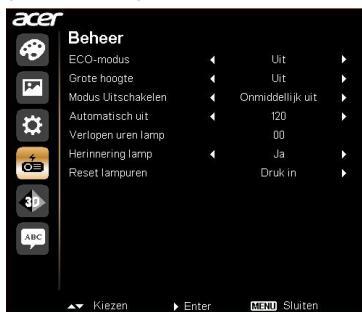 acer
Beheer
ECO-modus Uit
Grote hoogte Uit
Modus Uitschakelen Onmiddellijk uit
Automatisch uit 120
Verlopen uren lamp 00
Herinnering lamp Ja
Reset lampuren Druk in
3D
ABC
Kiezen Enter MENU Sluiten